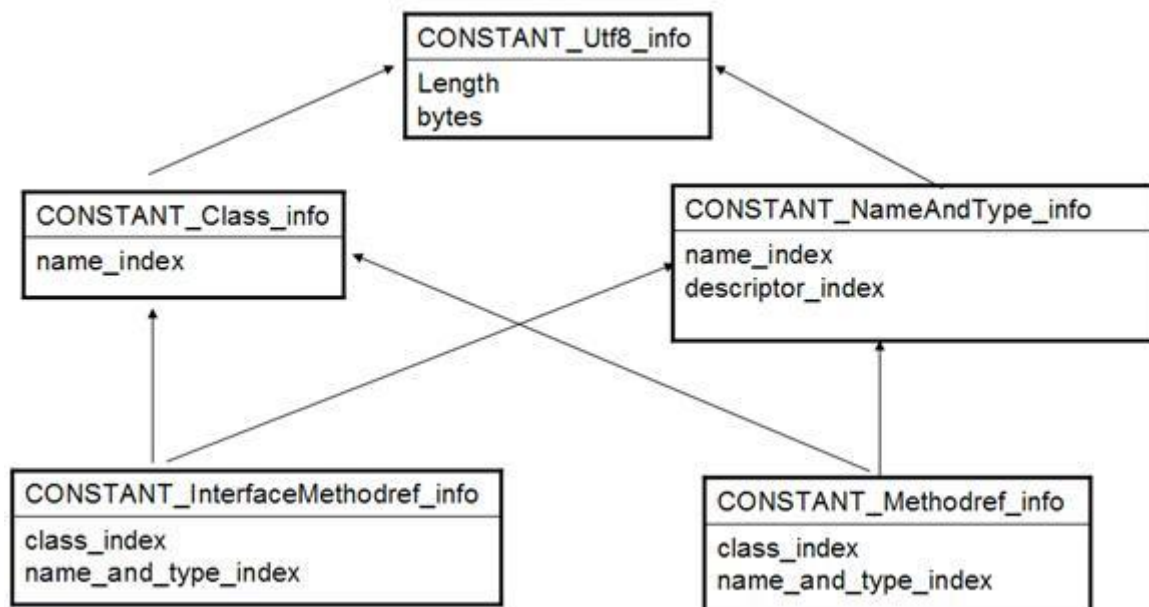 CONSTANT_Utf8_info
Length
bytes
CONSTANT_Class_info
name_index
CONSTANT_NameAndType_info
name_index
descriptor_index
CONSTANT_InterfaceMethodref_info
class_index
name_and_type_index
CONSTANT_Methodref_info
class_index
name_and_type_index